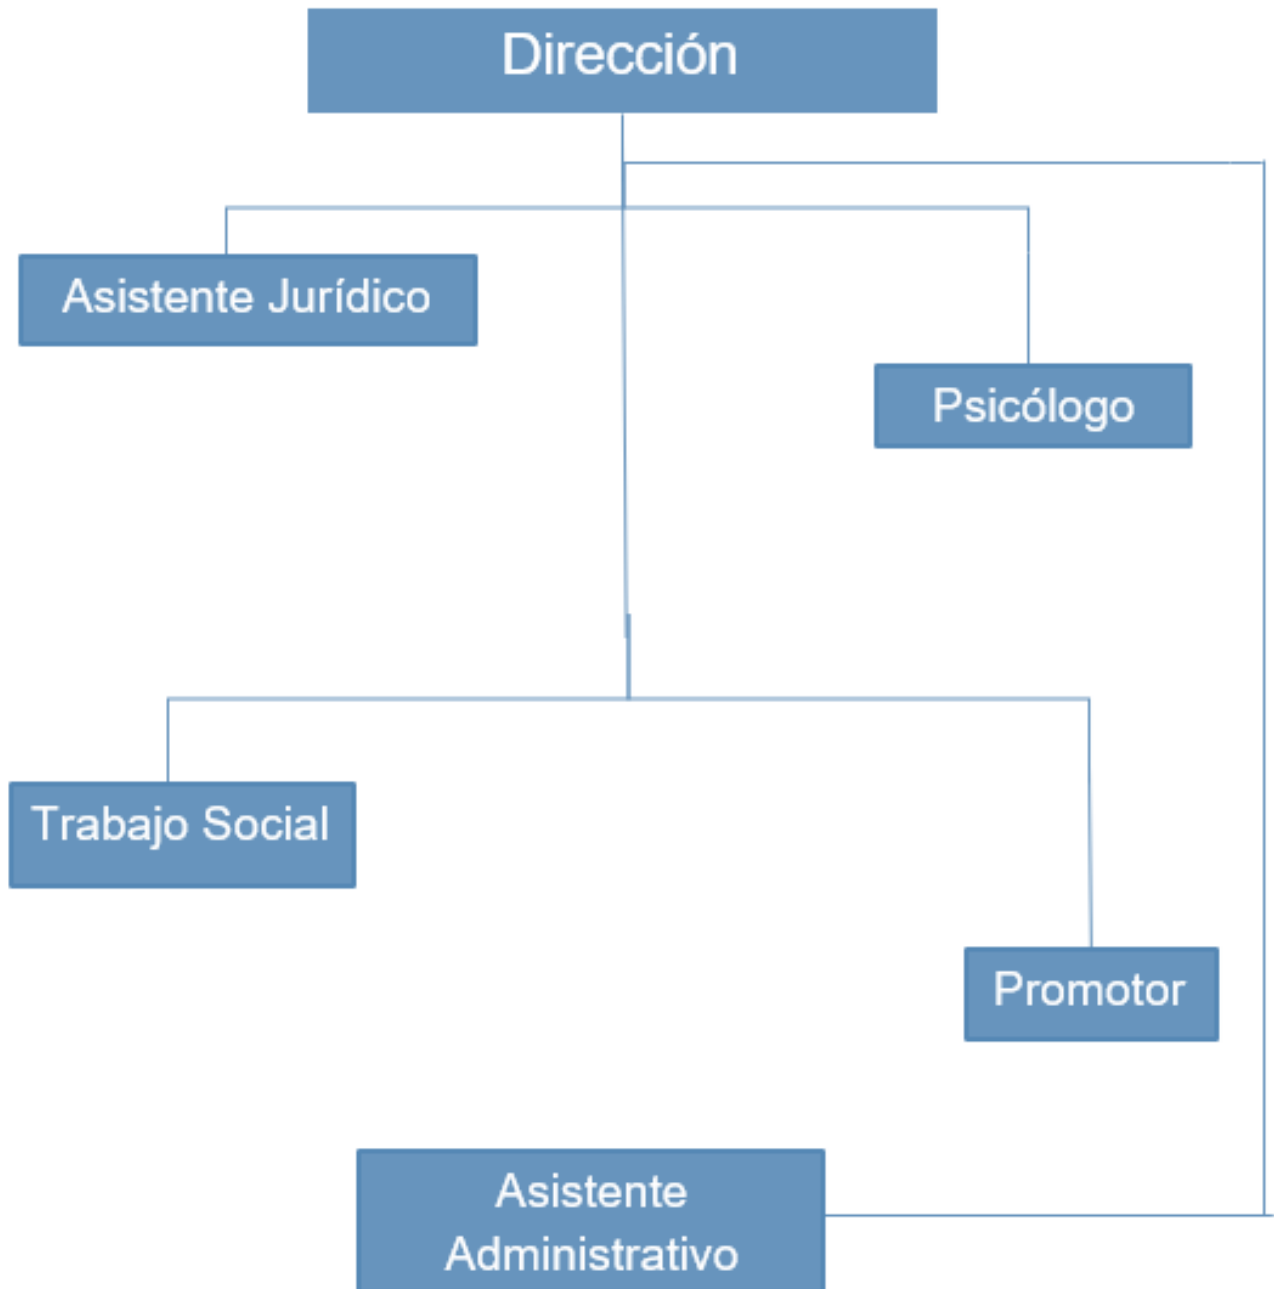 Dirección
Asistente Jurídico
Psicólogo
Trabajo Social
Promotor
Asistente
Administrativo